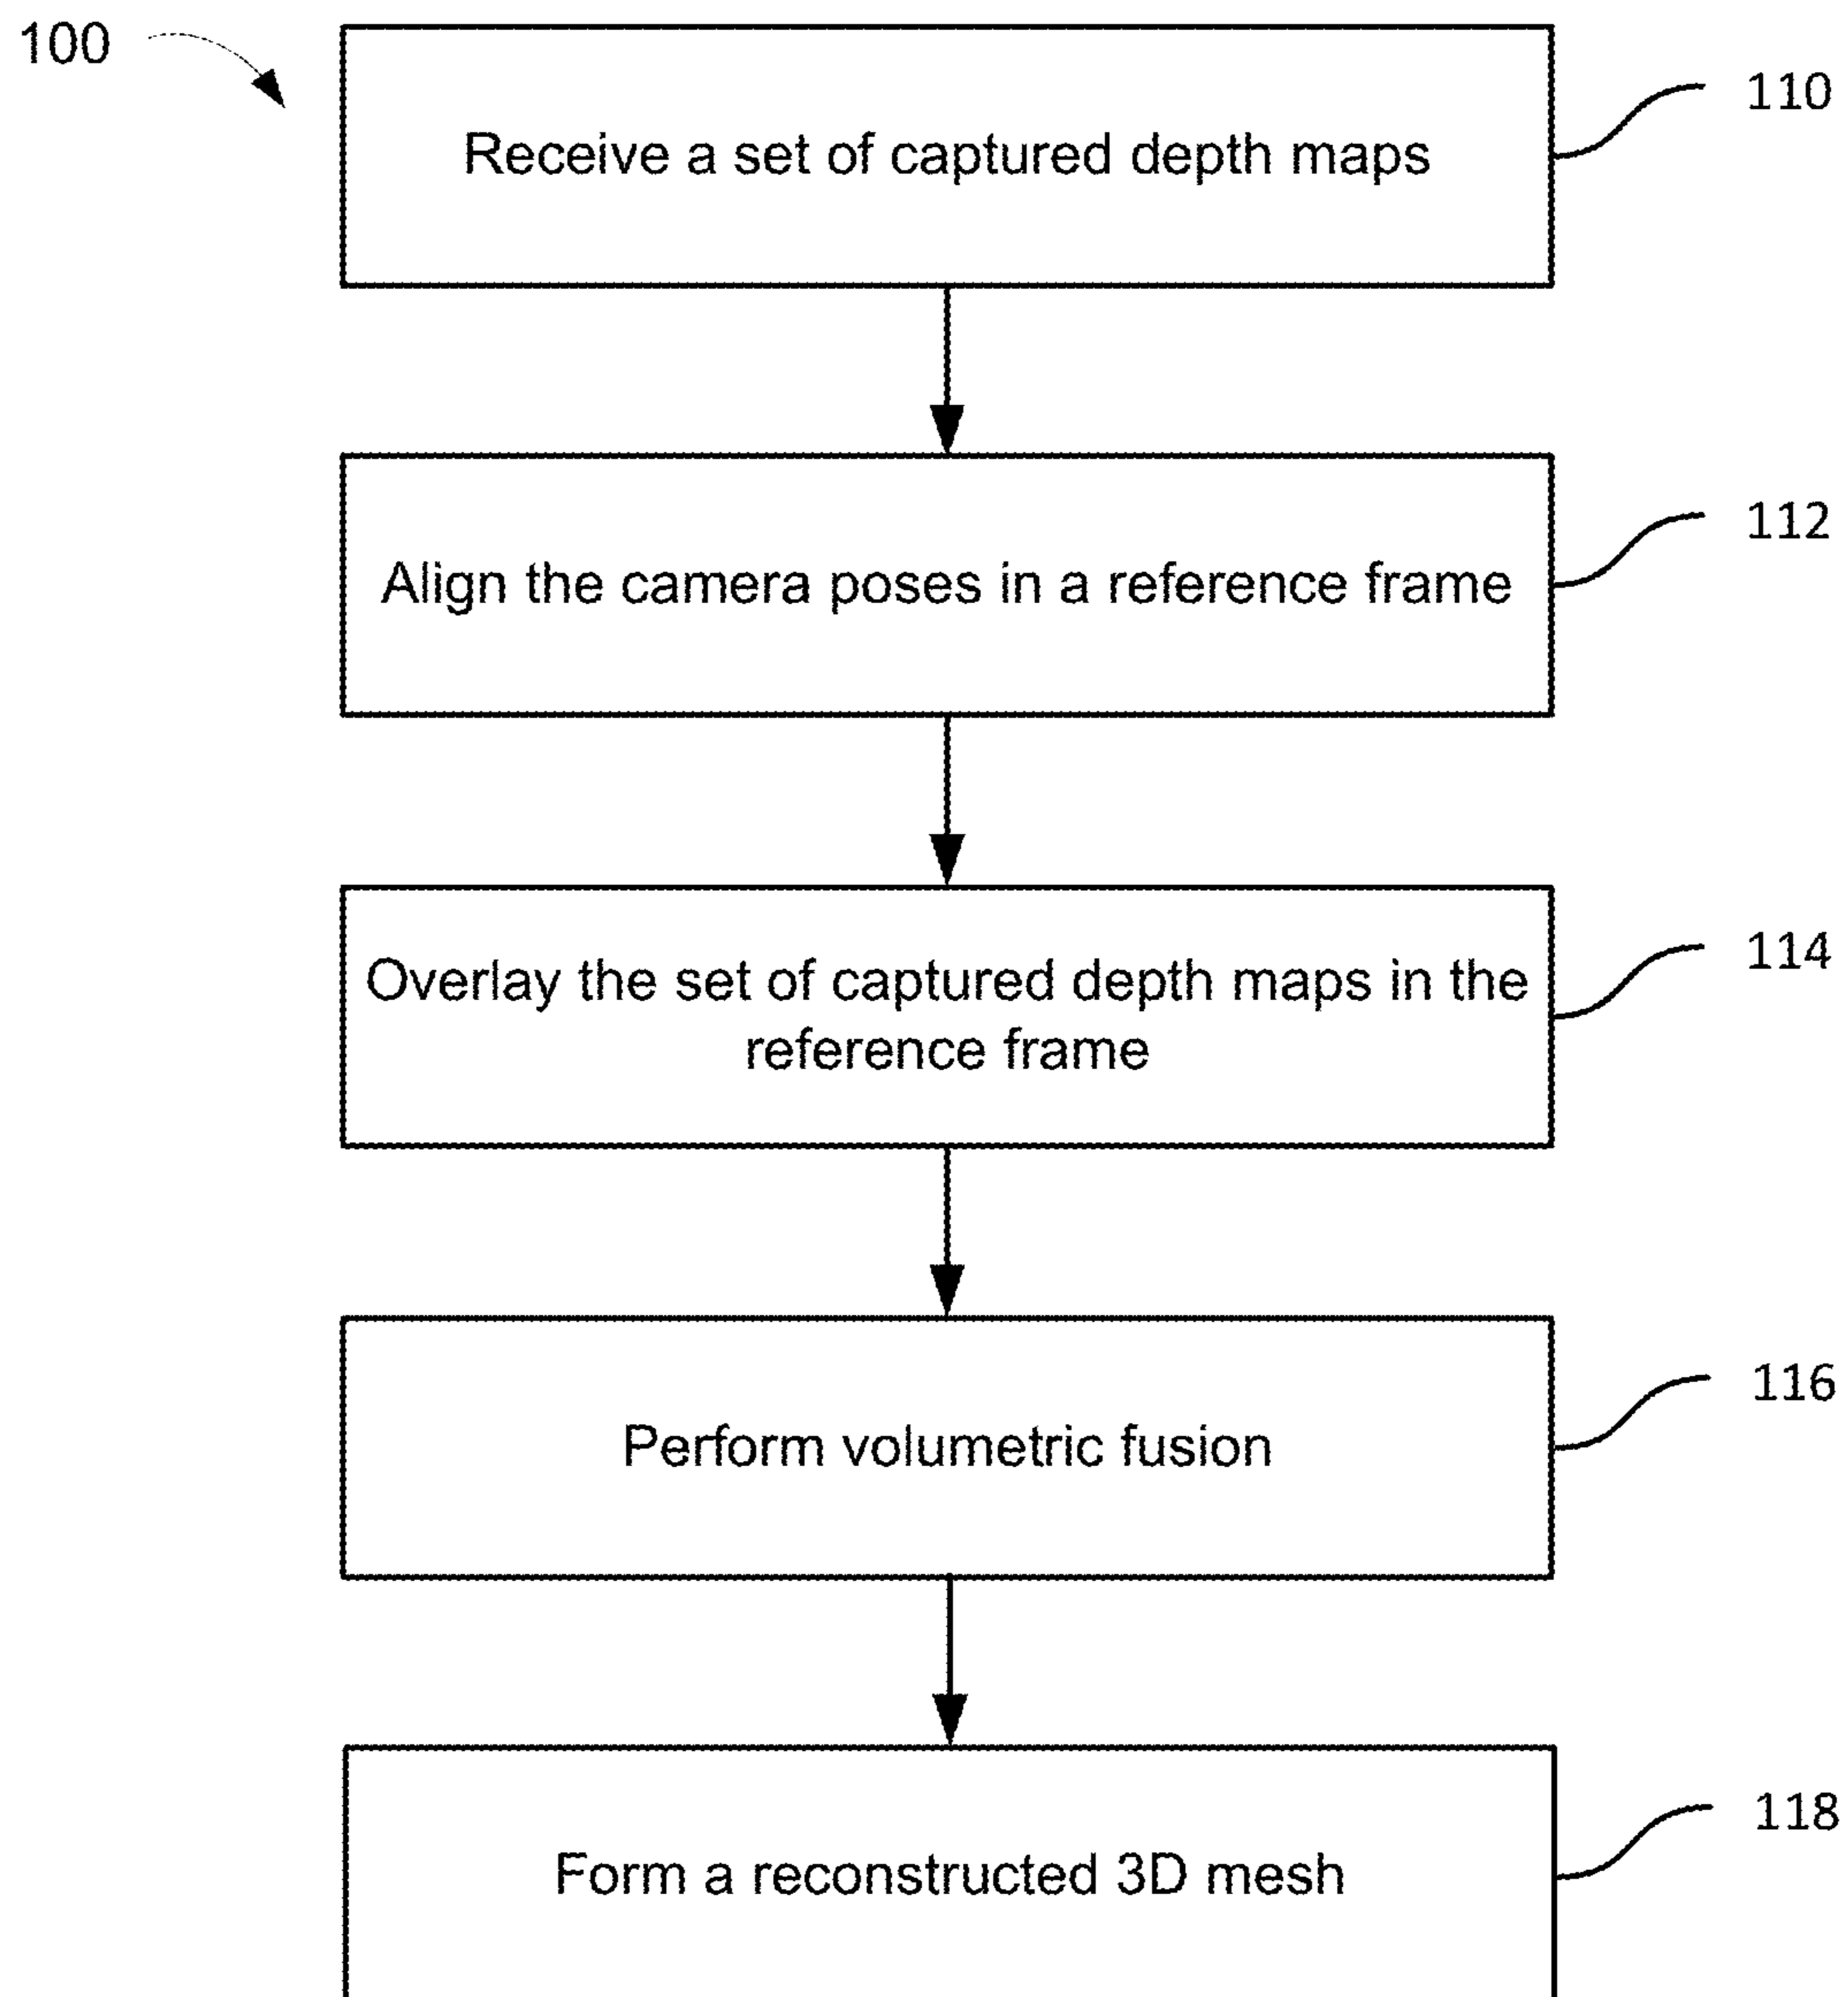 100
Receive a set of captured depth maps
110
Align the camera poses in a reference frame
112
Overlay the set of captured depth maps in the
reference frame
114
Perform volumetric fusion
116
Form a reconstructed 3D mesh
118